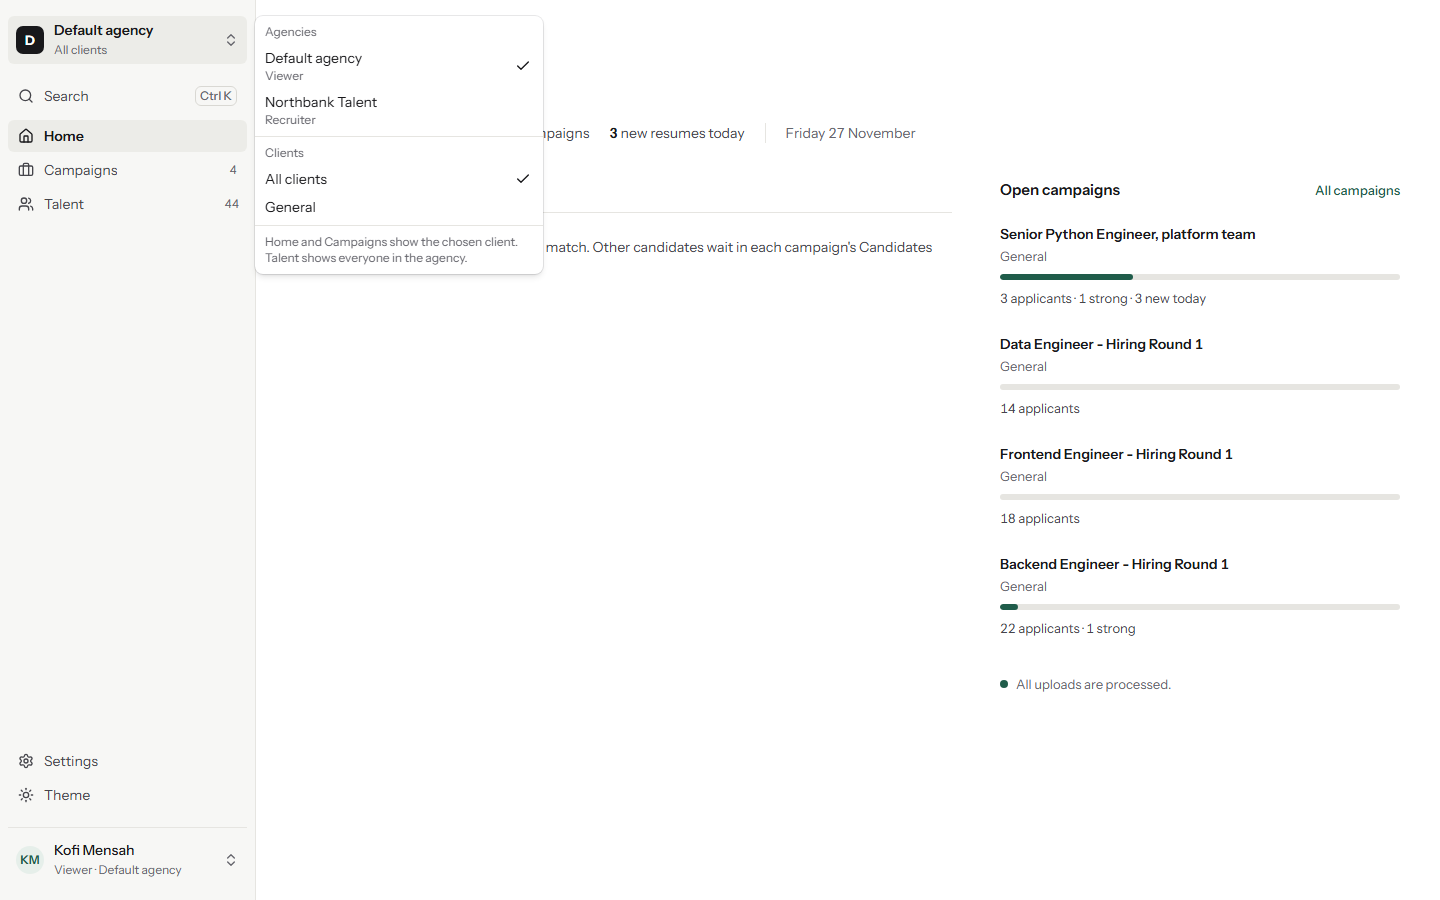 D
Default agency
All clients
Search
Ctrl K
Home
Campaigns
4
Talent
44
Settings
Theme
KM
Kofi Mensah
Viewer · Default agency
Agencies
Default agency
Viewer
Northbank Talent
Recruiter
Clients
All clients
General
Home and Campaigns show the chosen client.
Talent shows everyone in the agency.
3 new resumes today
Friday 27 November
match. Other candidates wait in each campaign's Candidates
Open campaigns
All campaigns
Senior Python Engineer, platform team
General
3 applicants · 1 strong · 3 new today
Data Engineer - Hiring Round 1
General
14 applicants
Frontend Engineer - Hiring Round 1
General
18 applicants
Backend Engineer - Hiring Round 1
General
22 applicants · 1 strong
All uploads are processed.